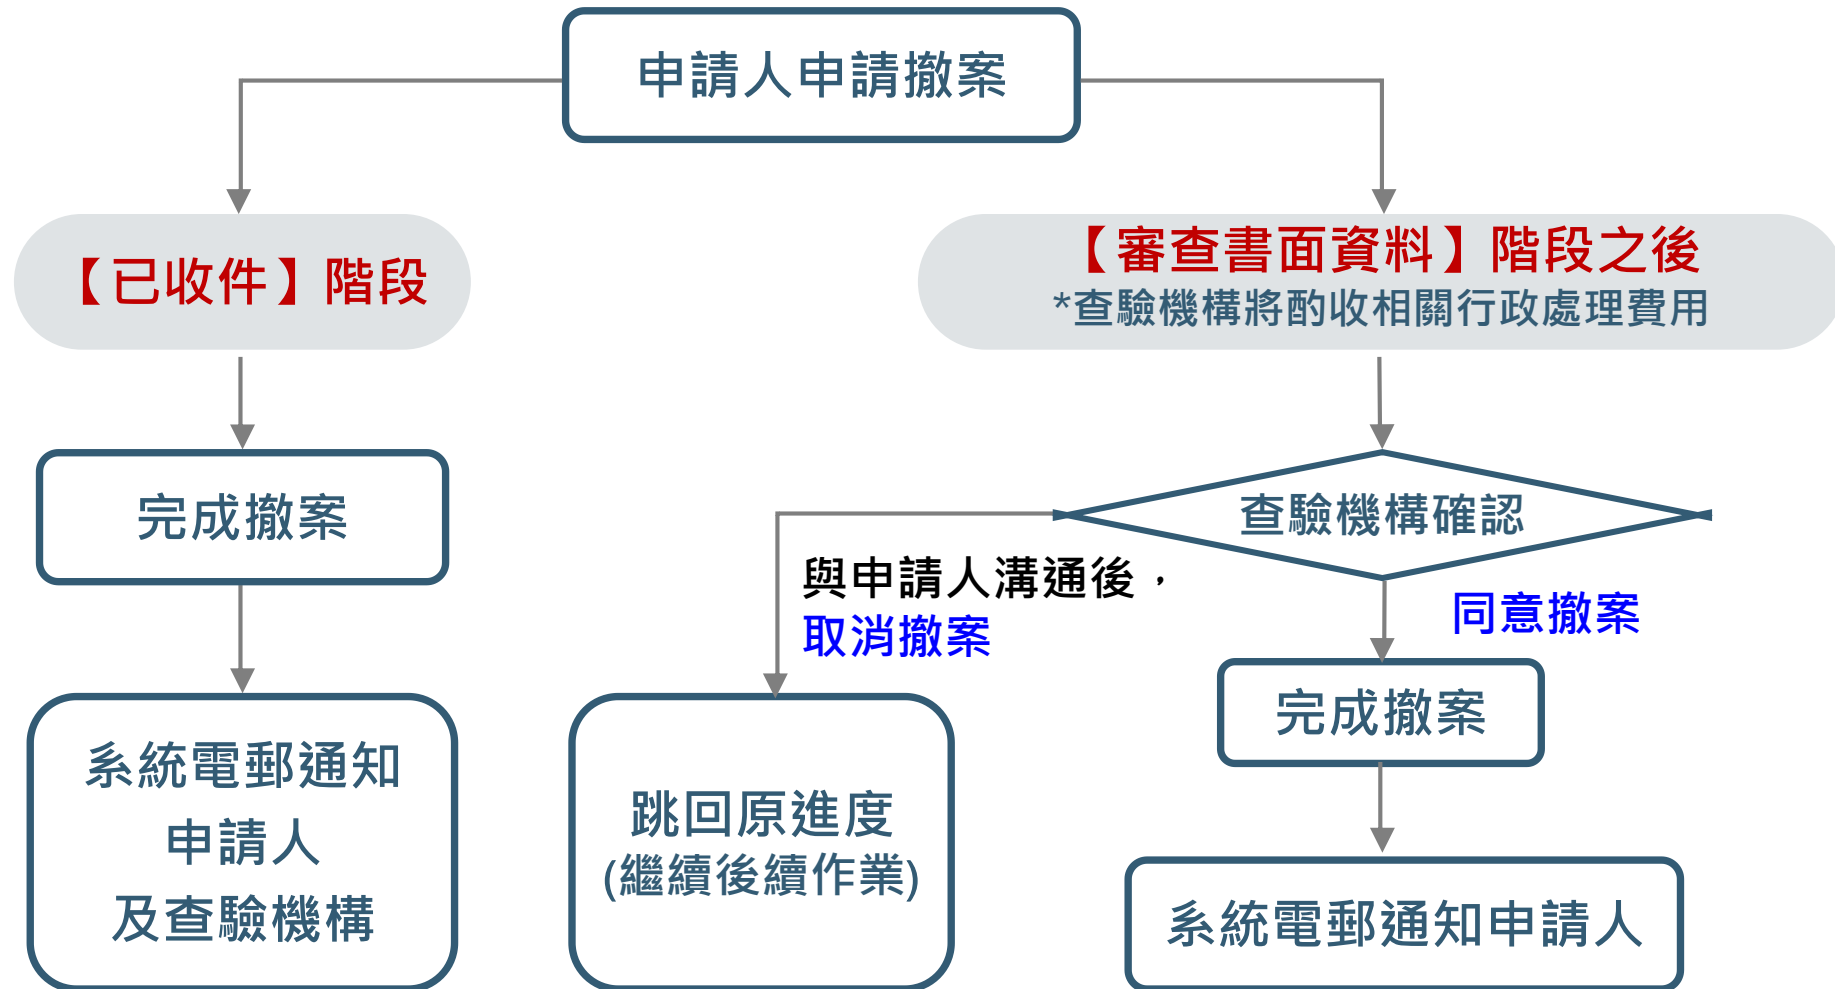 申請人申請撤案
【已收件】階段
【審查書面資料】階段之後
*查驗機構將酌收相關行政處理費用
完成撤案
查驗機構確認
與申請人溝通後，
取消撤案
同意撤案
完成撤案
系統電郵通知
申請人
及查驗機構
跳回原進度
(繼續後續作業)
系統電郵通知申請人